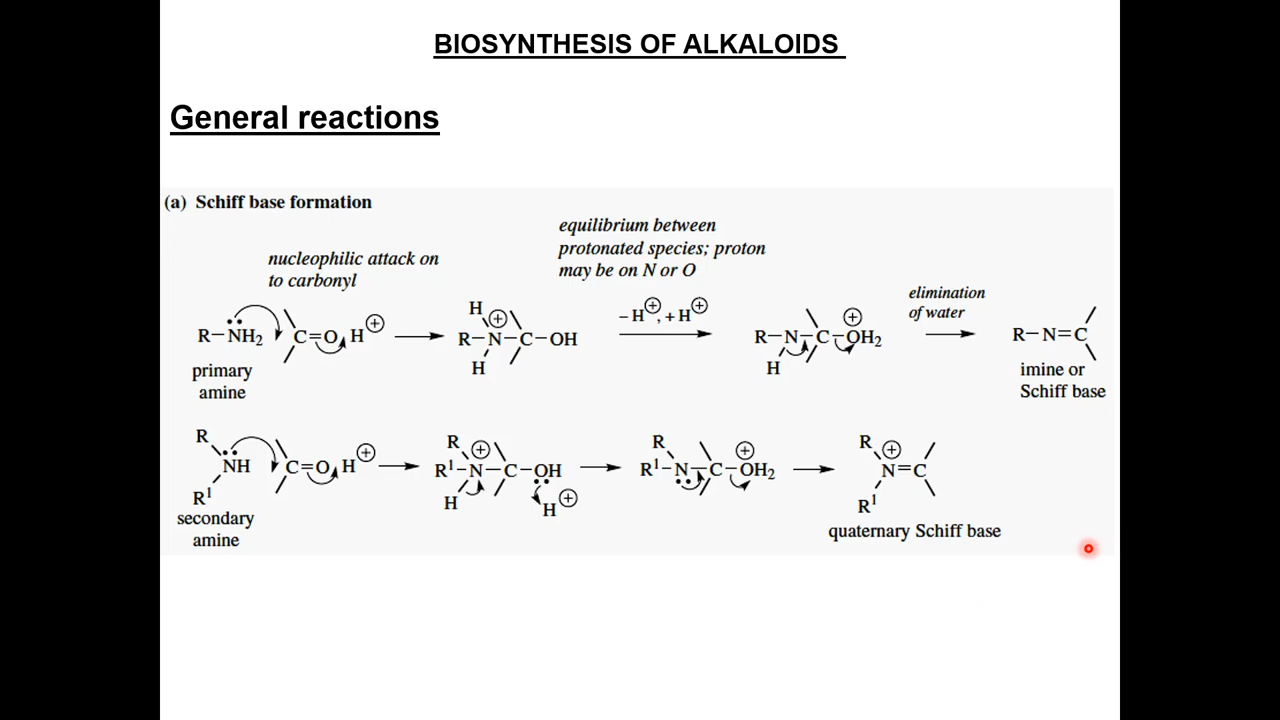 BIOSYNTHESIS OF ALKALOIDS
General reactions
(a) Schiff base formation
nucleophilic attack on
to carbonyl
equilibrium between
protonated species; proton
may be on N or O
elimination
of water
R–NH2 C=O H+
H
R–N+–C–OH
H
–H+, +H+
R–N–C–O+H2
H
R–N=C
primary
amine
imine or
Schiff base
R
NH C=O H+
R1
secondary
amine
R
R1–N+–C–OH
H H+
R
R1–N–C–O+H2
R
N+=C
R1
quaternary Schiff base